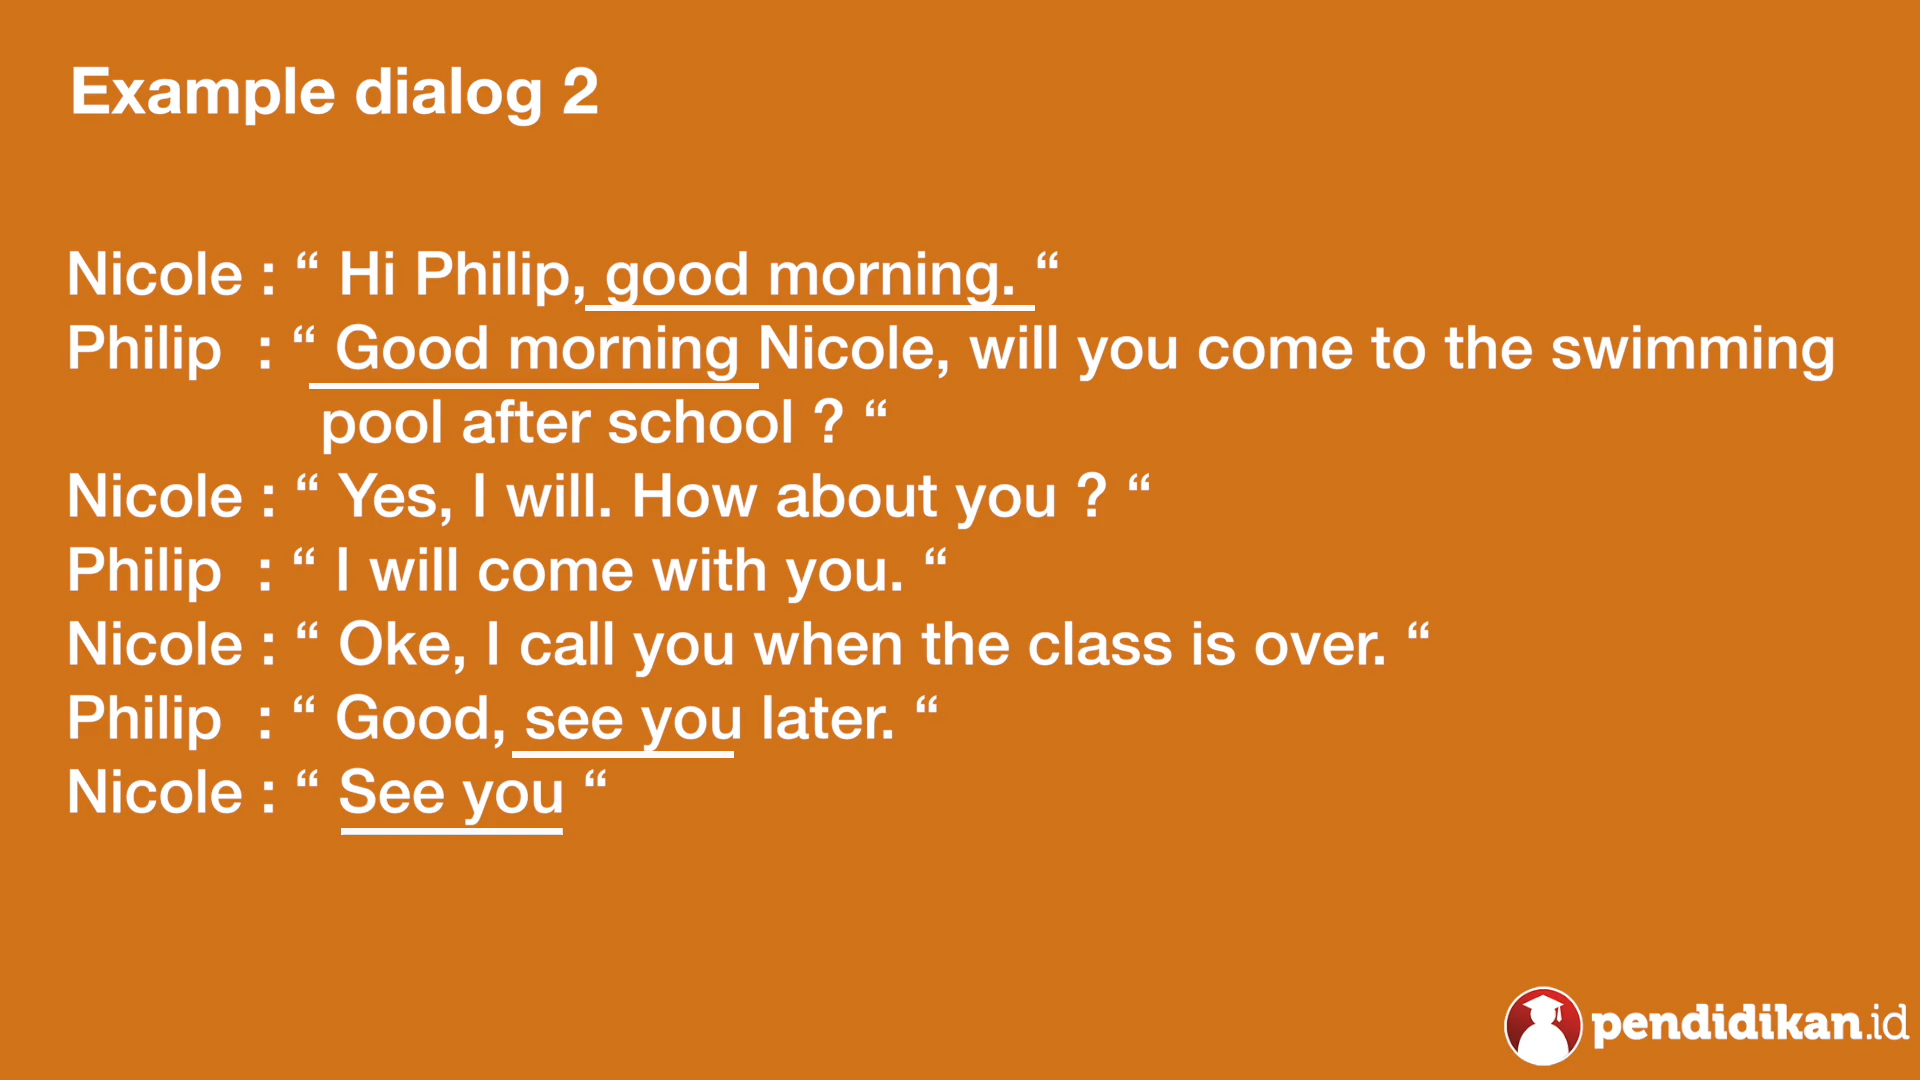 Example dialog 2
Nicole : “ Hi Philip, good morning. “
Philip : “ Good morning Nicole, will you come to the swimming
pool after school ? “
Nicole : “ Yes, I will. How about you ? “
Philip : “ I will come with you. “
Nicole : “ Oke, I call you when the class is over. “
Philip : “ Good, see you later. “
Nicole : “ See you “
pendidikan.id